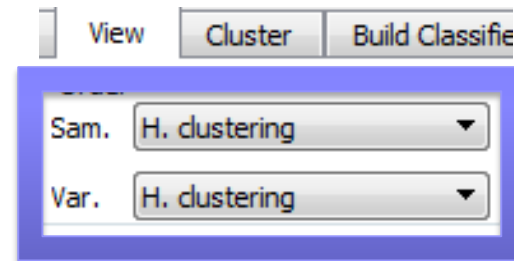 View Cluster Build Classifie
Sam. H. clustering
Var. H. clustering